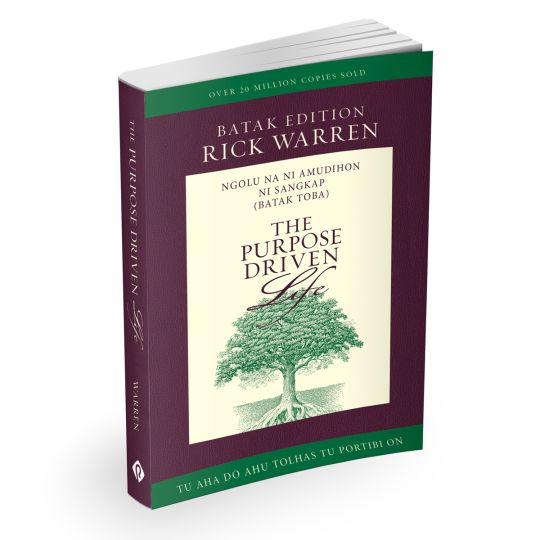 OVER 20 MILLION COPIES SOLD
BATAK EDITION
RICK WARREN
NGOLU NA NI AMUDIHON
NI SANGKAP
(BATAK TOBA)
THE
PURPOSE
DRIVEN
Life
TU AHA DO AHU TOLHAS TU PORTIBI ON
THE PURPOSE DRIVEN Life WARREN